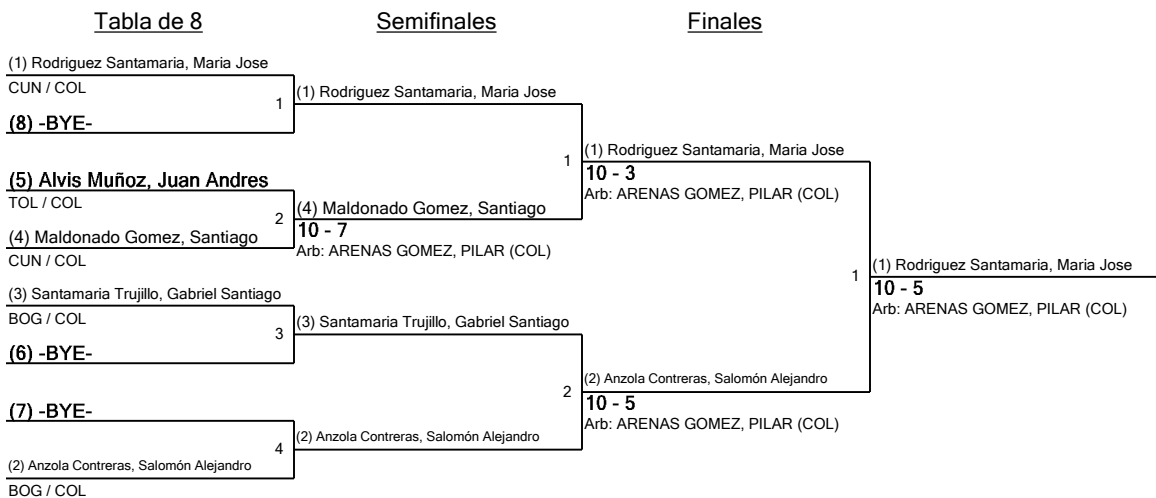 Tabla de 8
Semifinales
Finales
(1) Rodriguez Santamaria, Maria Jose
CUN / COL
1
(8) -BYE-
(5) Alvis Muñoz, Juan Andres
TOL / COL
2
(4) Maldonado Gomez, Santiago
CUN / COL
(3) Santamaria Trujillo, Gabriel Santiago
BOG / COL
3
(6) -BYE-
(7) -BYE-
4
(2) Anzola Contreras, Salomón Alejandro
BOG / COL
(1) Rodriguez Santamaria, Maria Jose
1
(4) Maldonado Gomez, Santiago
10 - 7
Arb: ARENAS GOMEZ, PILAR (COL)
(3) Santamaria Trujillo, Gabriel Santiago
2
(2) Anzola Contreras, Salomón Alejandro
(1) Rodriguez Santamaria, Maria Jose
10 - 3
Arb: ARENAS GOMEZ, PILAR (COL)
1
(2) Anzola Contreras, Salomón Alejandro
10 - 5
Arb: ARENAS GOMEZ, PILAR (COL)
(1) Rodriguez Santamaria, Maria Jose
10 - 5
Arb: ARENAS GOMEZ, PILAR (COL)